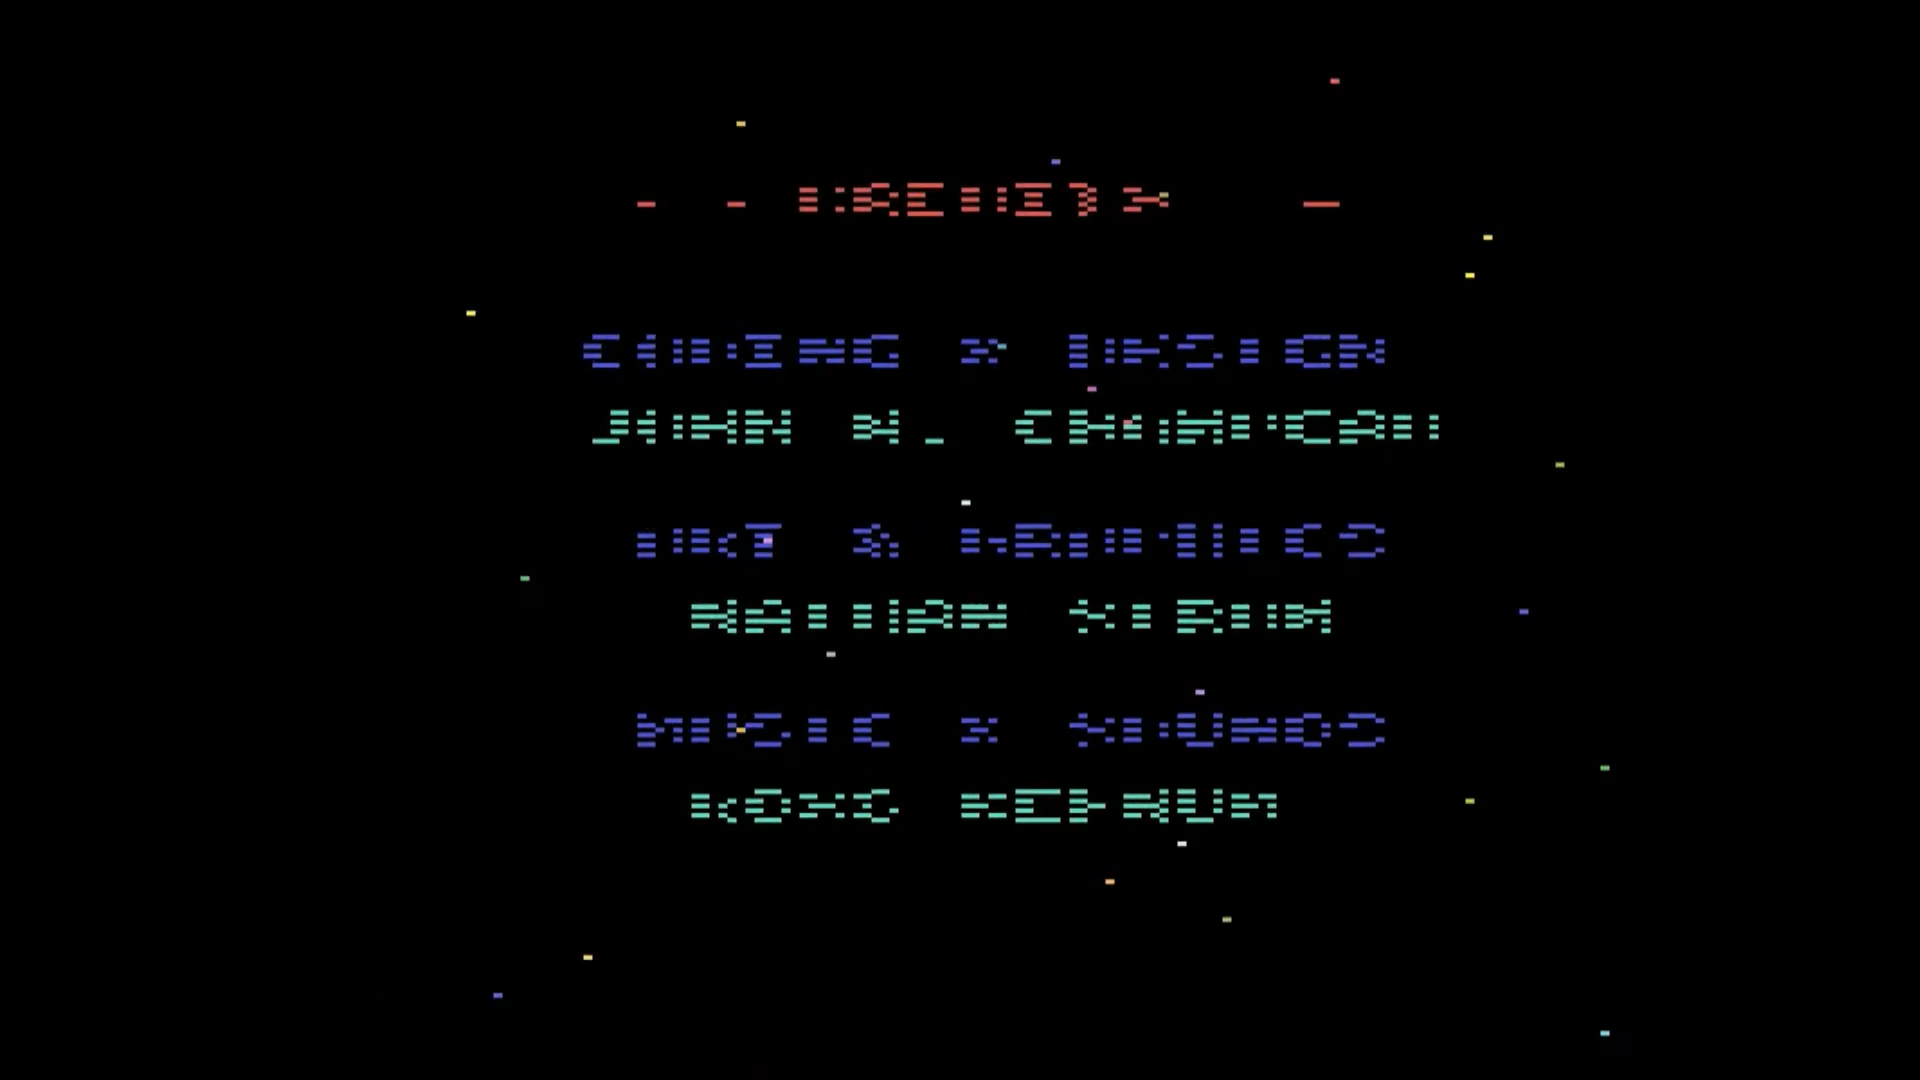 - - CREDITS - -
CODING & DESIGN
JOHN W. CHAMPEAU
ART & GRAPHICS
NATHAN STRUM
MUSIC & SOUNDS